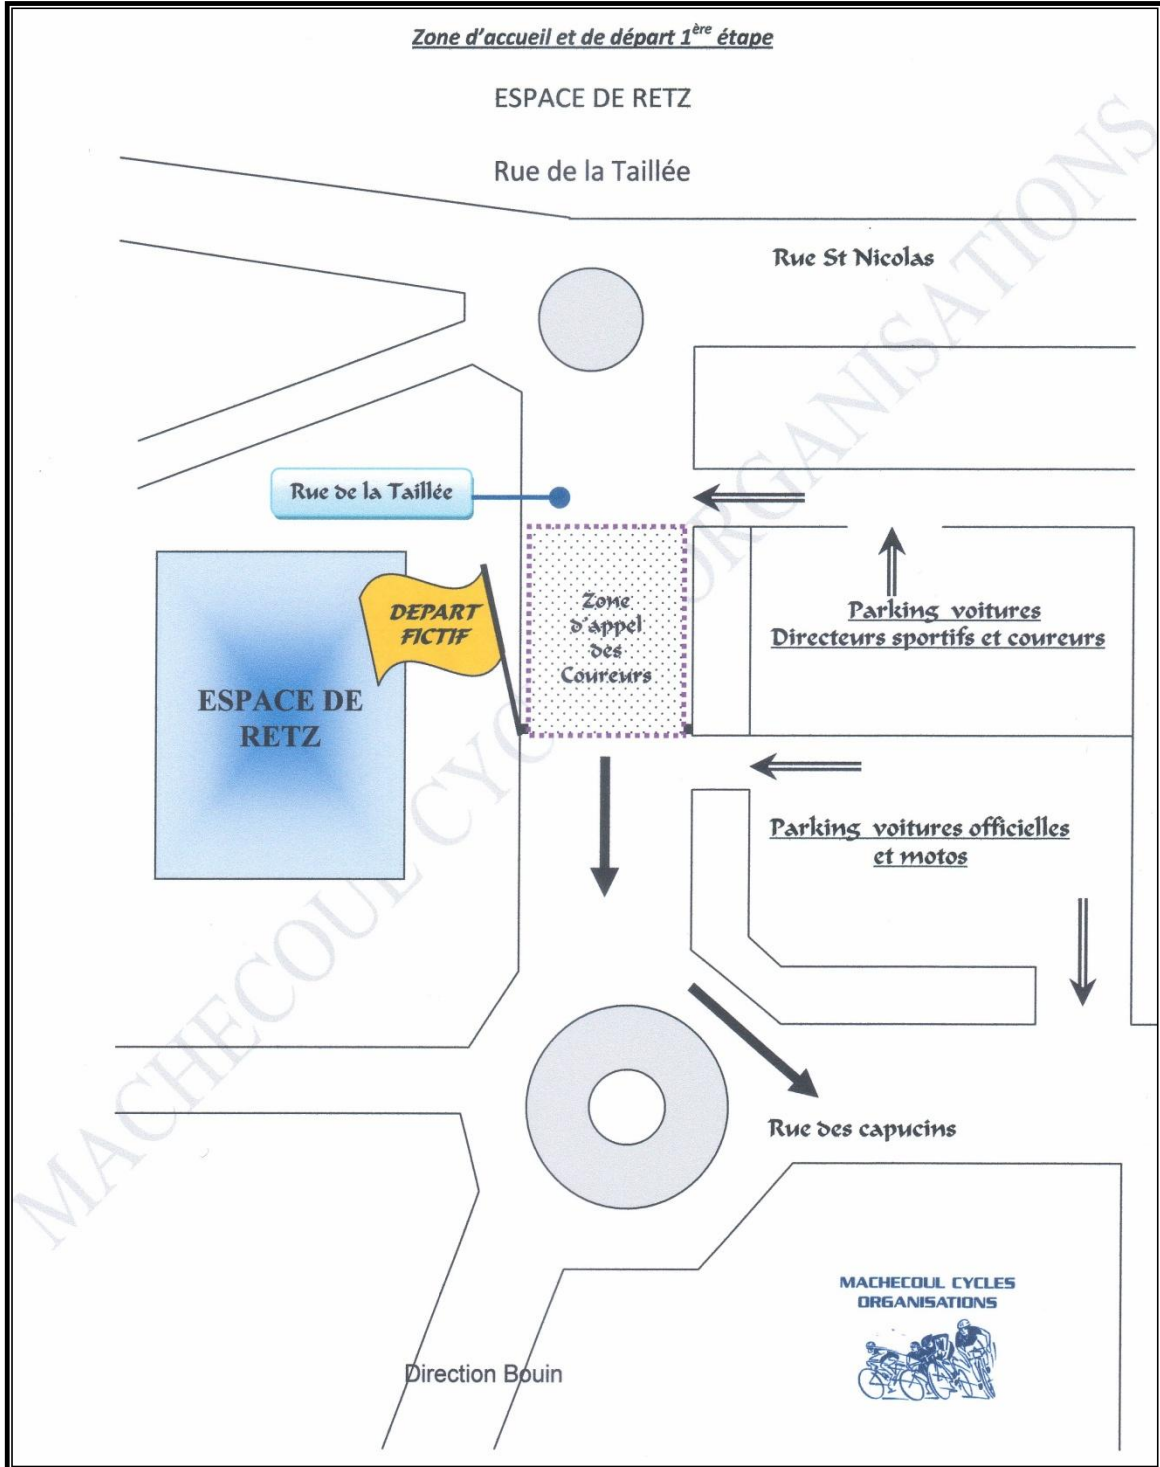 Zone d'accueil et de départ 1ère étape
ESPACE DE RETZ
Rue de la Taillée
Rue St Nicolas
Rue de la Taillée
DEPART
FICTIF
Zone
d'appel
des
Coureurs
Parking voitures
Directeurs sportifs et coureurs
ESPACE DE
RETZ
Parking voitures officielles
et motos
Rue des capucins
MACHECOUL CYCLES
ORGANISATIONS
Direction Bouin
MACHECOUL CYCLES ORGANISATIONS